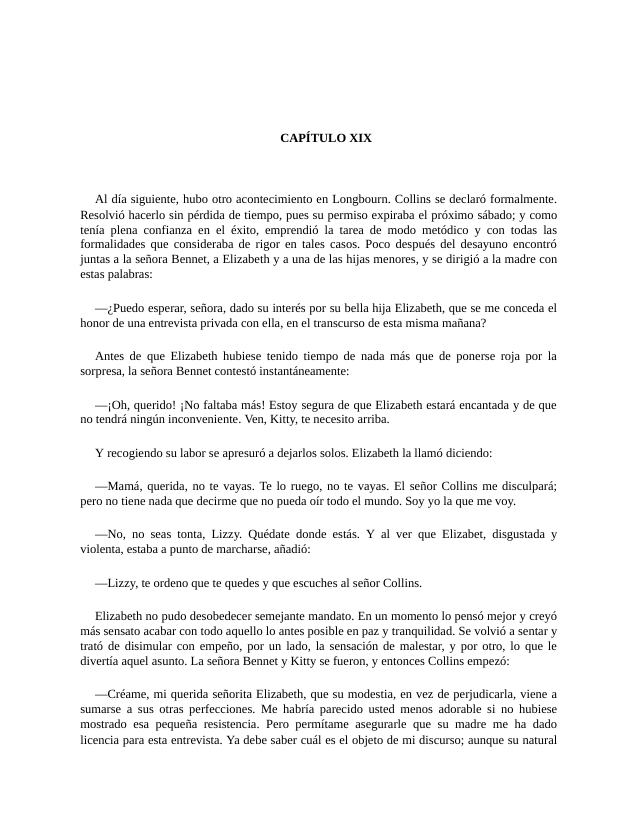 CAPÍTULO XIX
Al día siguiente, hubo otro acontecimiento en Longbourn. Collins se declaró formalmente.
Resolvió hacerlo sin pérdida de tiempo, pues su permiso expiraba el próximo sábado; y como
tenía plena confianza en el éxito, emprendió la tarea de modo metódico y con todas las
formalidades que consideraba de rigor en tales casos. Poco después del desayuno encontró
juntas a la señora Bennet, a Elizabeth y a una de las hijas menores, y se dirigió a la madre con
estas palabras:
—¿Puedo esperar, señora, dado su interés por su bella hija Elizabeth, que se me conceda el
honor de una entrevista privada con ella, en el transcurso de esta misma mañana?
Antes de que Elizabeth hubiese tenido tiempo de nada más que de ponerse roja por la
sorpresa, la señora Bennet contestó instantáneamente:
—¡Oh, querido! ¡No faltaba más! Estoy segura de que Elizabeth estará encantada y de que
no tendrá ningún inconveniente. Ven, Kitty, te necesito arriba.
Y recogiendo su labor se apresuró a dejarlos solos. Elizabeth la llamó diciendo:
—Mamá, querida, no te vayas. Te lo ruego, no te vayas. El señor Collins me disculpará;
pero no tiene nada que decirme que no pueda oír todo el mundo. Soy yo la que me voy.
—No, no seas tonta, Lizzy. Quédate donde estás. Y al ver que Elizabet, disgustada y
violenta, estaba a punto de marcharse, añadió:
—Lizzy, te ordeno que te quedes y que escuches al señor Collins.
Elizabeth no pudo desobedecer semejante mandato. En un momento lo pensó mejor y creyó
más sensato acabar con todo aquello lo antes posible en paz y tranquilidad. Se volvió a sentar y
trató de disimular con empeño, por un lado, la sensación de malestar, y por otro, lo que le
divertía aquel asunto. La señora Bennet y Kitty se fueron, y entonces Collins empezó:
—Créame, mi querida señorita Elizabeth, que su modestia, en vez de perjudicarla, viene a
sumarse a sus otras perfecciones. Me habría parecido usted menos adorable si no hubiese
mostrado esa pequeña resistencia. Pero permítame asegurarle que su madre me ha dado
licencia para esta entrevista. Ya debe saber cuál es el objeto de mi discurso; aunque su natural